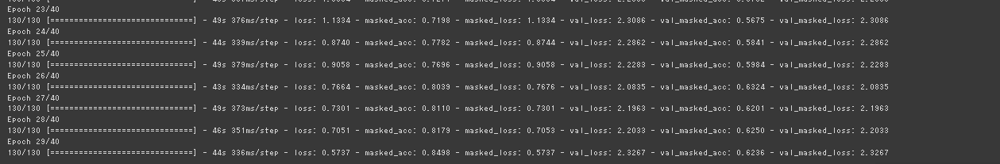 Epoch 23/40
130/130 [==============================] - 49s 376ms/step - loss: 1.1334 - masked_acc: 0.7198 - masked_loss: 1.1334 - val_loss: 2.3086 - val_masked_acc: 0.5675 - val_masked_loss: 2.3086
Epoch 24/40
130/130 [==============================] - 44s 339ms/step - loss: 0.8740 - masked_acc: 0.7782 - masked_loss: 0.8744 - val_loss: 2.2862 - val_masked_acc: 0.5841 - val_masked_loss: 2.2862
Epoch 25/40
130/130 [==============================] - 49s 379ms/step - loss: 0.9058 - masked_acc: 0.7696 - masked_loss: 0.9058 - val_loss: 2.2283 - val_masked_acc: 0.5984 - val_masked_loss: 2.2283
Epoch 26/40
130/130 [==============================] - 43s 334ms/step - loss: 0.7664 - masked_acc: 0.8039 - masked_loss: 0.7676 - val_loss: 2.0835 - val_masked_acc: 0.6324 - val_masked_loss: 2.0835
Epoch 27/40
130/130 [==============================] - 49s 373ms/step - loss: 0.7301 - masked_acc: 0.8110 - masked_loss: 0.7301 - val_loss: 2.1963 - val_masked_acc: 0.6201 - val_masked_loss: 2.1963
Epoch 28/40
130/130 [==============================] - 46s 351ms/step - loss: 0.7051 - masked_acc: 0.8179 - masked_loss: 0.7053 - val_loss: 2.2033 - val_masked_acc: 0.6250 - val_masked_loss: 2.2033
Epoch 29/40
130/130 [==============================] - 44s 336ms/step - loss: 0.5737 - masked_acc: 0.8498 - masked_loss: 0.5737 - val_loss: 2.3267 - val_masked_acc: 0.6236 - val_masked_loss: 2.3267